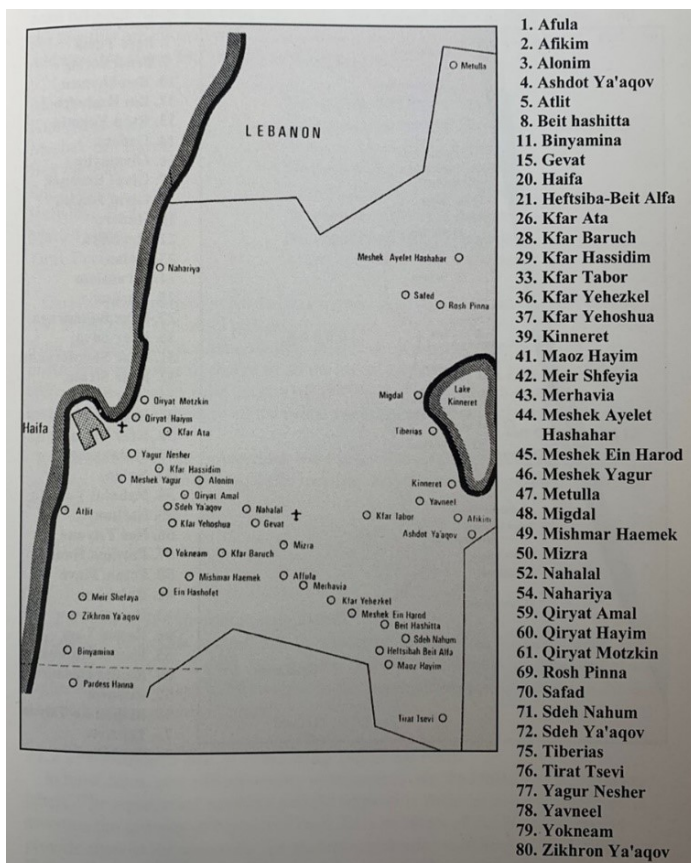 Metulla
LEBANON
Meshek Ayelet Hashahar
Nahariya
Safed
Rosh Pinna
Lake
Kinneret
Migdal
Qiryat Motzkin
Qiryat Haiym
Haifa
Kfar Ata
Tiberias
Yagur Nesher
Kfar Hassidim
Meshek Yagur
Alonim
Kinneret
Qiryat Amal
Yavneel
Atlit
Sdeh Ya'aqov
Nahalal
Kfar Tabor
Afikim
Kfar Yehoshua
Gevat
Ashdot Ya'aqov
Mizra
Yokneam
Kfar Baruch
Mishmar Haemek
Affula
Merhavia
Ein Hashofet
Meir Shefaya
Kfar Yehezkel
Zikhron Ya'aqov
Meshek Ein Harod
Beit Hashitta
Sdeh Nahum
Binyamina
Heftsibah Beit Alfa
Maoz Hayim
Pardess Hanna
Tirat Tsevi
1. Afula
2. Afikim
3. Alonim
4. Ashdot Ya'aqov
5. Atlit
8. Beit hashitta
11. Binyamina
15. Gevat
20. Haifa
21. Heftsiba-Beit Alfa
26. Kfar Ata
28. Kfar Baruch
29. Kfar Hassidim
33. Kfar Tabor
36. Kfar Yehezkel
37. Kfar Yehoshua
39. Kinneret
41. Maoz Hayim
42. Meir Shfeyia
43. Merhavia
44. Meshek Ayelet
Hashahar
45. Meshek Ein Harod
46. Meshek Yagur
47. Metulla
48. Migdal
49. Mishmar Haemek
50. Mizra
52. Nahalal
54. Nahariya
59. Qiryat Amal
60. Qiryat Hayim
61. Qiryat Motzkin
69. Rosh Pinna
70. Safad
71. Sdeh Nahum
72. Sdeh Ya'aqov
75. Tiberias
76. Tirat Tsevi
77. Yagur Nesher
78. Yavneel
79. Yokneam
80. Zikhron Ya'aqov